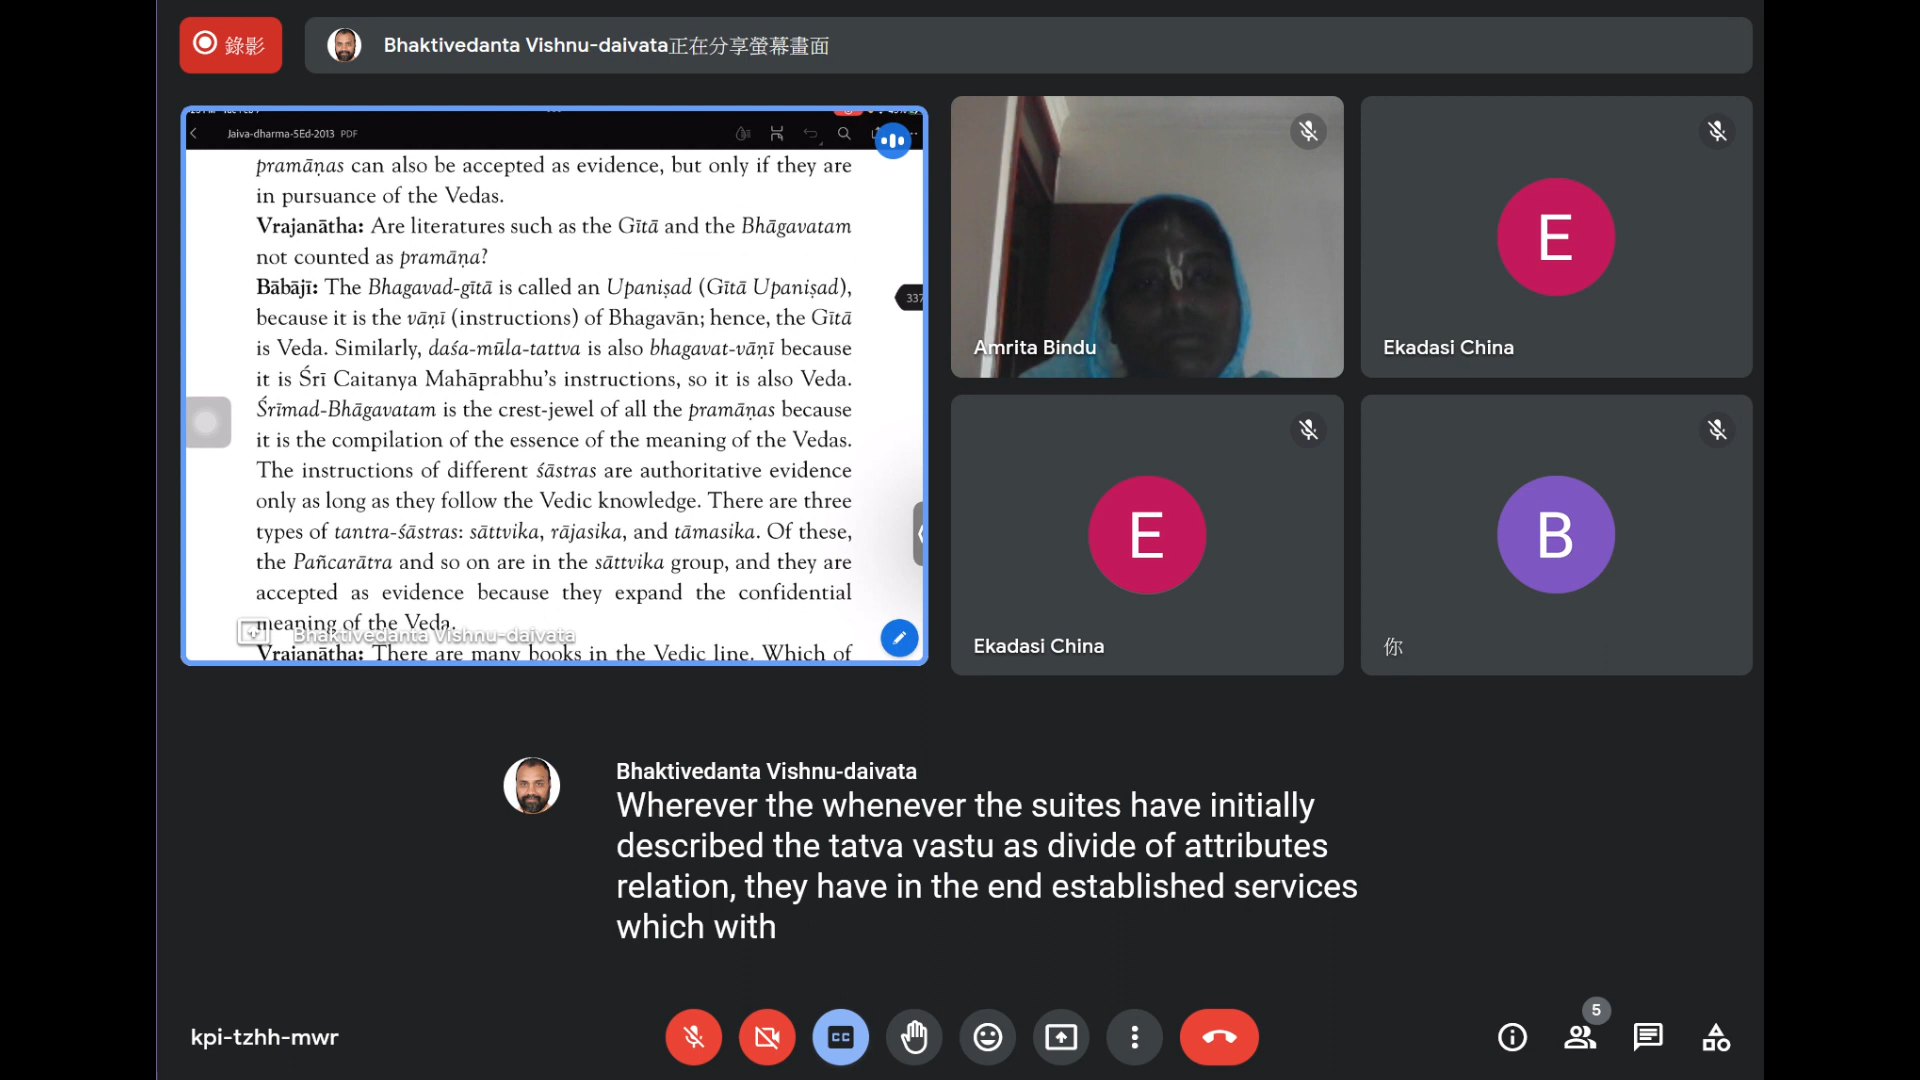 錄影
Bhaktivedanta Vishnu-daivata正在分享螢幕畫面
Jaiva-dharma-5Ed-2013 PDF
pramāṇas can also be accepted as evidence, but only if they are
in pursuance of the Vedas.
Vrajanātha: Are literatures such as the Gītā and the Bhāgavatam
not counted as pramāṇa?
Bābājī: The Bhagavad-gītā is called an Upaniṣad (Gītā Upaniṣad),
because it is the vāṇī (instructions) of Bhagavān; hence, the Gītā
is Veda. Similarly, daśa-mūla-tattva is also bhagavat-vāṇī because
it is Śrī Caitanya Mahāprabhu’s instructions, so it is also Veda.
Śrīmad-Bhāgavatam is the crest-jewel of all the pramāṇas because
it is the compilation of the essence of the meaning of the Vedas.
The instructions of different śāstras are authoritative evidence
only as long as they follow the Vedic knowledge. There are three
types of tantra-śāstras: sāttvika, rājasika, and tāmasika. Of these,
the Pañcarātra and so on are in the sāttvika group, and they are
accepted as evidence because they expand the confidential
meaning of the Veda.
Vrajanātha: There are many books in the Vedic line. Which of
337
Bhaktivedanta Vishnu-daivata
Amrita Bindu
E
Ekadasi China
E
Ekadasi China
B
你
Bhaktivedanta Vishnu-daivata
Wherever the whenever the suites have initially
described the tatva vastu as divide of attributes
relation, they have in the end established services
which with
kpi-tzhh-mwr
CC
5